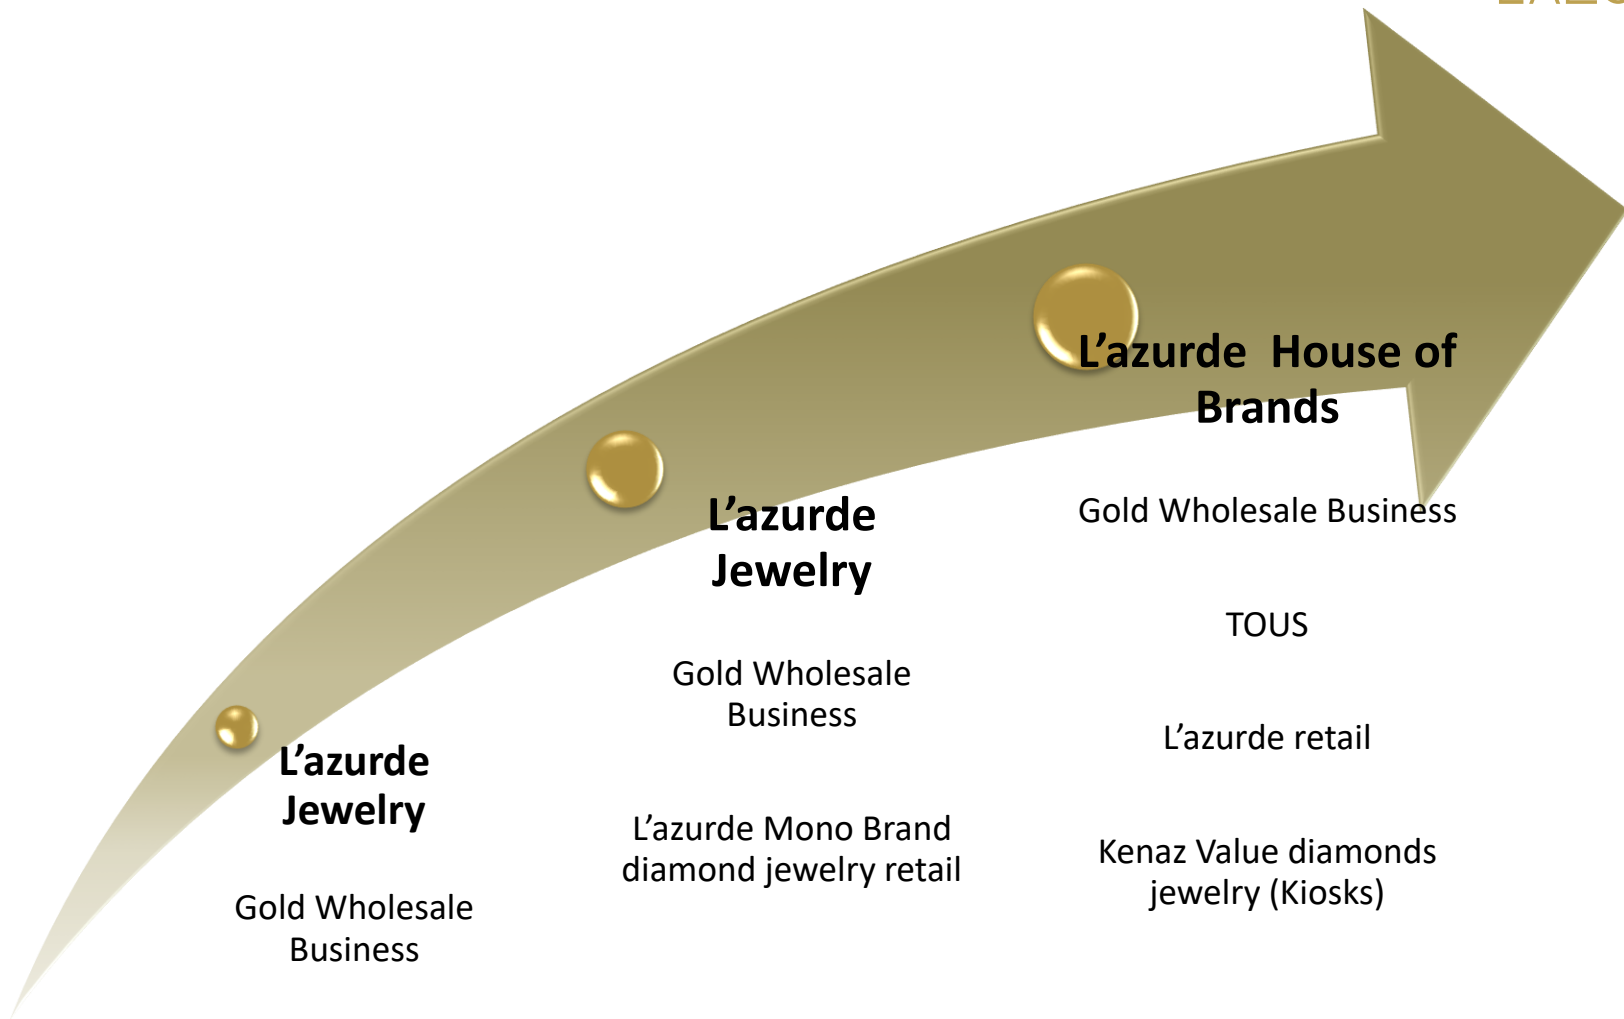 L’azurde
Jewelry
Gold Wholesale
Business
L’azurde
Jewelry
Gold Wholesale
Business
L’azurde Mono Brand
diamond jewelry retail
L’azurde  House of
Brands
Gold Wholesale Business
TOUS
L’azurde retail
Kenaz Value diamonds
jewelry (Kiosks)